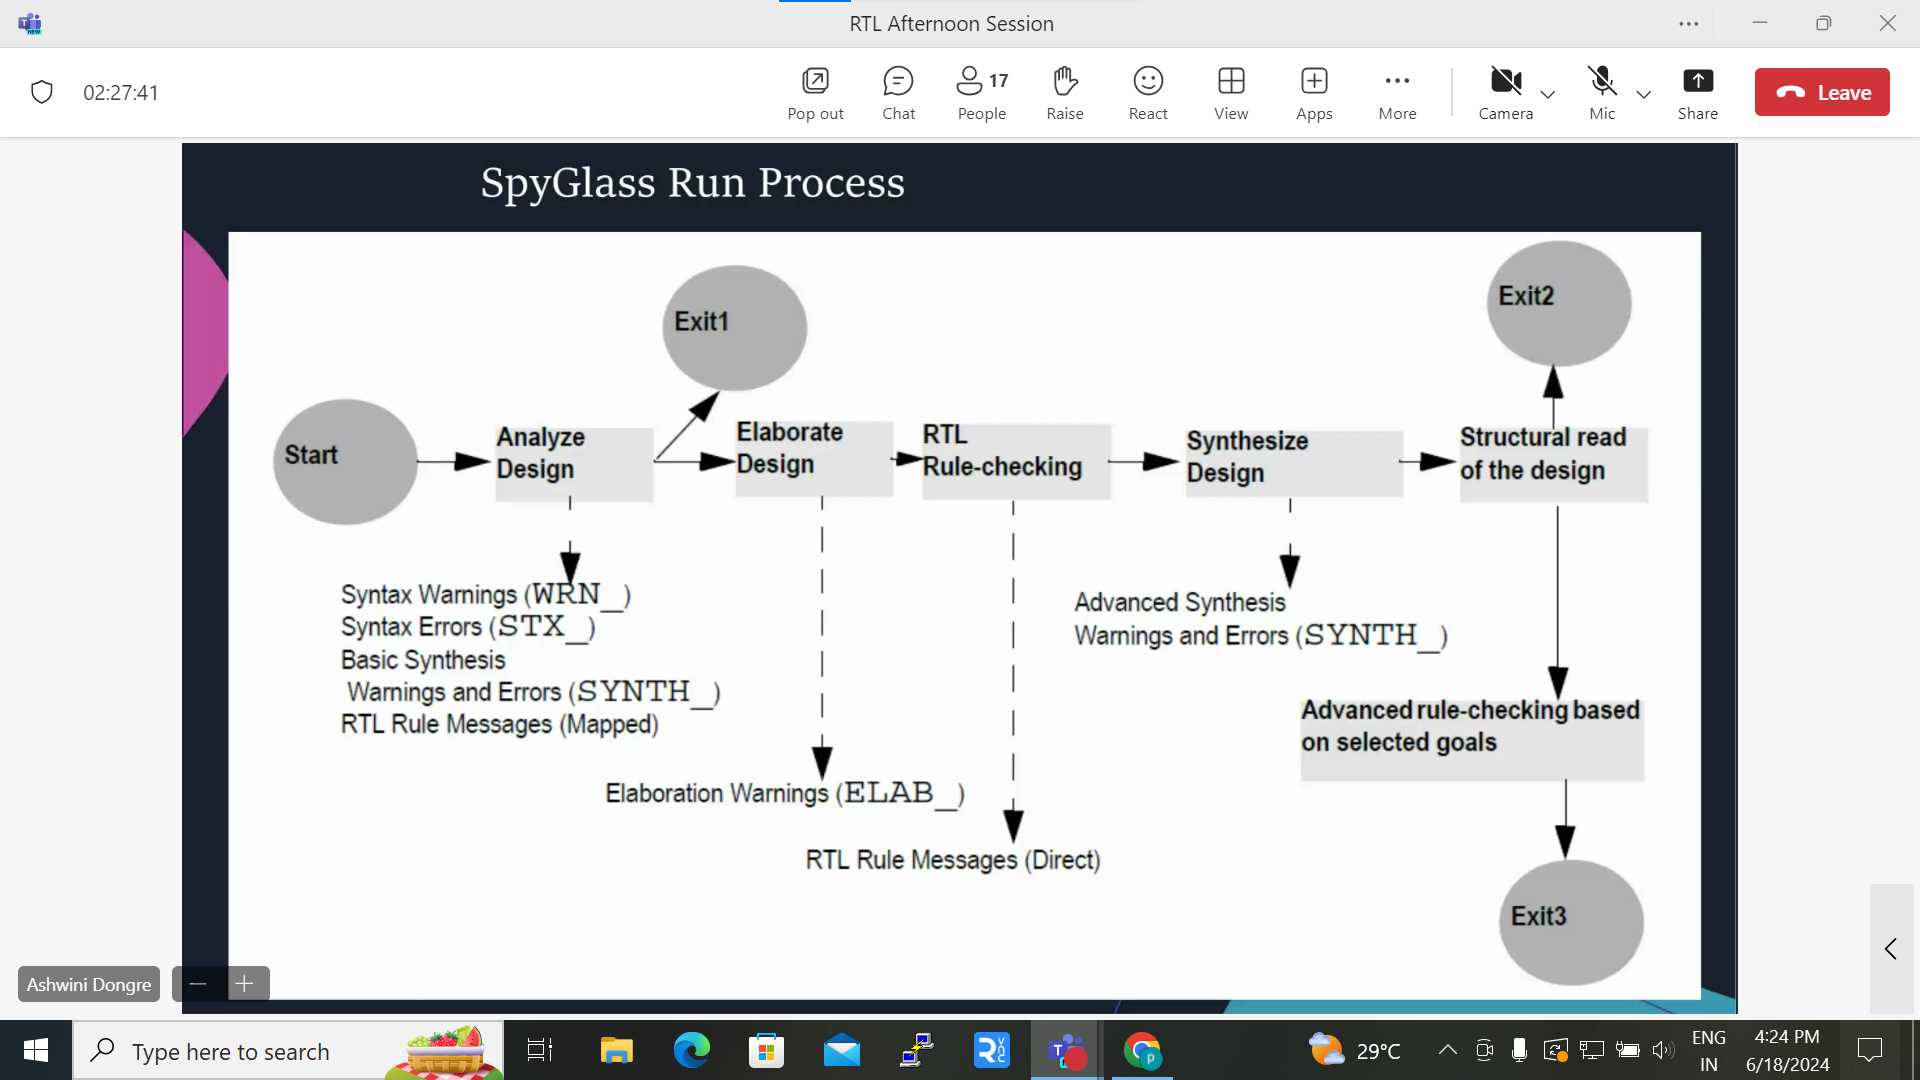 RTL Afternoon Session
NEW
02:27:41
Pop out
Chat
People
17
Raise
React
View
Apps
More
Camera
Mic
Share
Leave
SpyGlass Run Process
Exit1
Exit2
Start
Analyze
Design
Elaborate
Design
RTL
Rule-checking
Synthesize
Design
Structural read
of the design
Syntax Warnings (WRN_)
Syntax Errors (STX_)
Basic Synthesis
Warnings and Errors (SYNTH_)
RTL Rule Messages (Mapped)
Advanced Synthesis
Warnings and Errors (SYNTH_)
Elaboration Warnings (ELAB_)
RTL Rule Messages (Direct)
Advanced rule-checking based
on selected goals
Exit3
Ashwini Dongre
Type here to search
29°C
ENG
IN
4:24 PM
6/18/2024